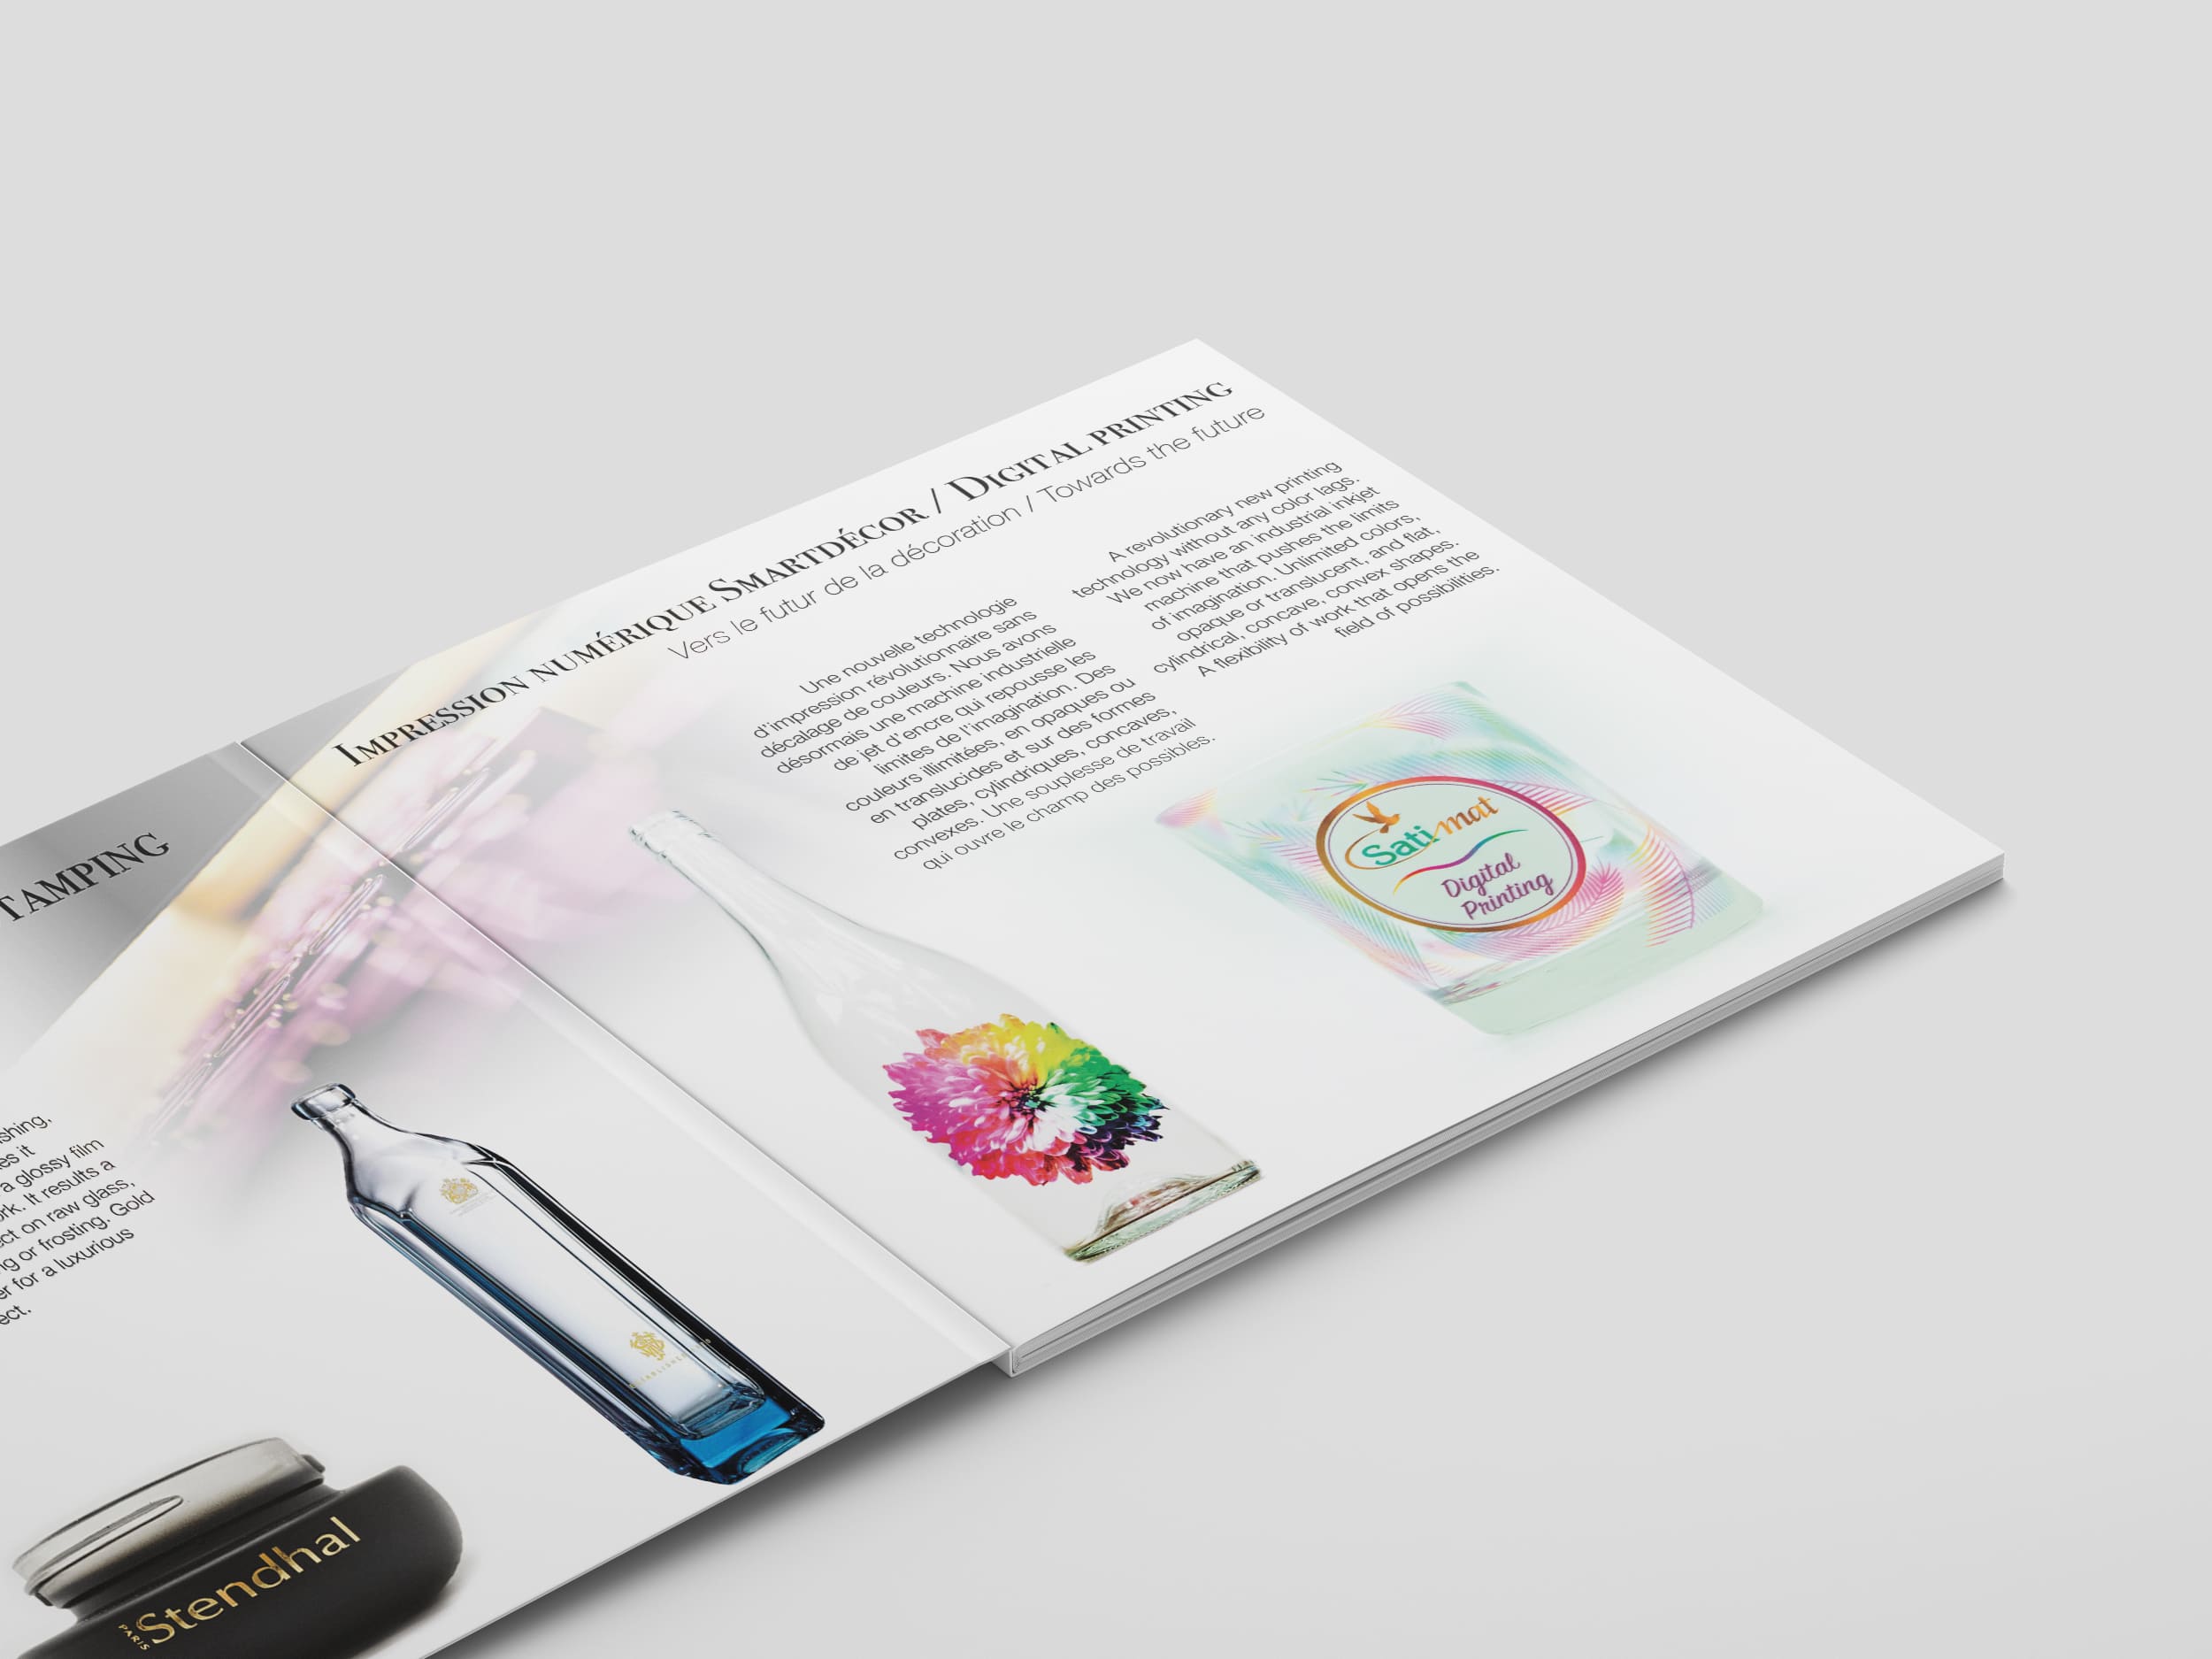 TAMPING
shing,
es it
a glossy film
rk. It results a
ct on raw glass,
ng or frosting. Gold
er for a luxurious
ect.
PARIS
Stendhal
IMPRESSION NUMÉRIQUE SMARTDÉCOR / DIGITAL PRINTING
Vers le futur de la décoration / Towards the future
Une nouvelle technologie
d'impression révolutionnaire sans
décalage de couleurs. Nous avons
désormais une machine industrielle
de jet d'encre qui repousse les
limites de l'imagination. Des
couleurs illimitées, en opaques ou
en translucides et sur des formes
plates, cylindriques, concaves,
convexes. Une souplesse de travail
qui ouvre le champ des possibles.
A revolutionary new printing
technology without any color lags.
We now have an industrial inkjet
machine that pushes the limits
of imagination. Unlimited colors,
opaque or translucent, and flat,
cylindrical, concave, convex shapes.
A flexibility of work that opens the
field of possibilities.
Satimat
Digital
Printing